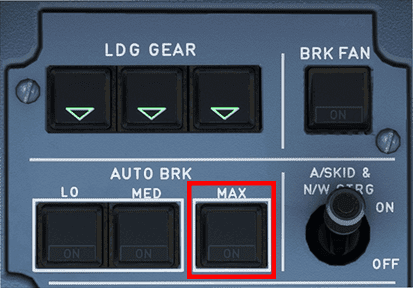 LDG GEAR
BRK FAN
ON
AUTO BRK
LO MED MAX
ON ON ON
A/SKID &
N/W STRG
ON
OFF